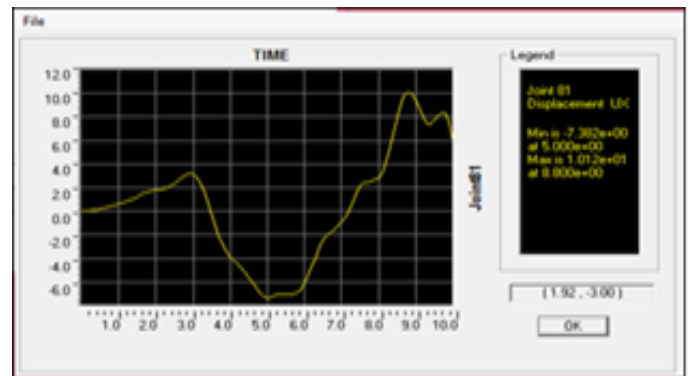 File
TIME
Legend
12.0
10.0
8.0
6.0
4.0
2.0
0.0
-2.0
-4.0
-6.0
1.0 2.0 3.0 4.0 5.0 6.0 7.0 8.0 9.0 10.0
Joint81
Joint 81
Displacement UX
Min is -7.382e+00
at 5.000e+00
Max is 1.012e+01
at 8.800e+00
( 1.92 , -3.00 )
OK